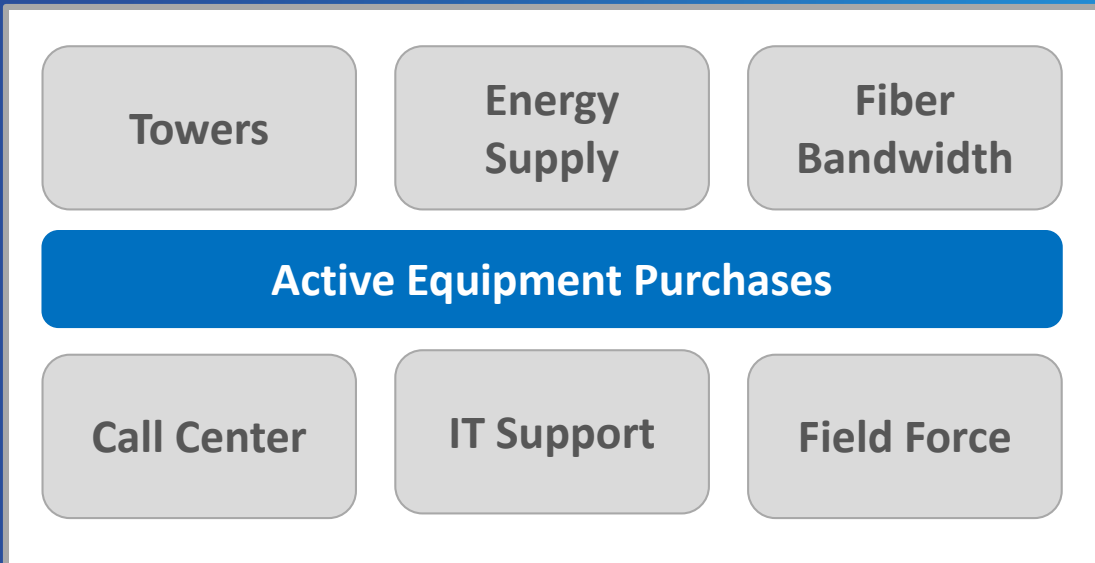 Towers
Energy
Supply
Fiber
Bandwidth
Active Equipment Purchases
Call Center
IT Support
Field Force